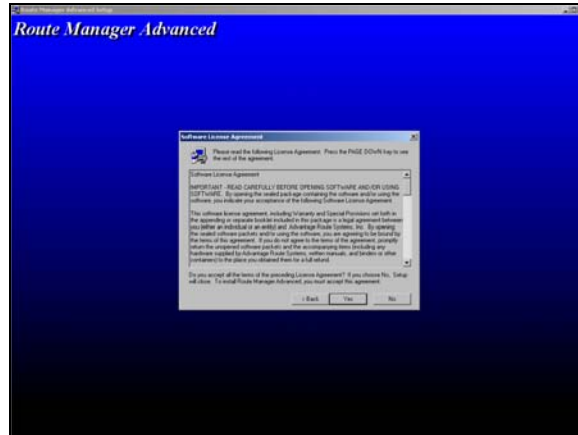 Route Manager Advanced Setup
Route Manager Advanced
Software License Agreement
Please read the following License Agreement. Press the PAGE DOWN key to see
the rest of the agreement.
Software License Agreement
IMPORTANT - READ CAREFULLY BEFORE OPENING SOFTWARE AND/OR USING
SOFTWARE. By opening the sealed package containing the software and/or using the
software, you indicate your acceptance of the following Software License Agreement.
This software license agreement, including Warranty and Special Provisions set forth in
the appending or separate booklet included in this package is a legal agreement between
you (either an individual or an entity) and Advantage Route Systems, Inc. By opening
the sealed software packets and/or using the software, you are agreeing to be bound by
the terms of this agreement. If you do not agree to the terms of the agreement, promptly
return the unopened software packets and the accompanying items (including any
hardware supplied by Advantage Route Systems, written manuals, and binders or other
containers) to the place you obtained them for a full refund.
Do you accept all the terms of the preceding License Agreement? If you choose No, Setup
will close. To install Route Manager Advanced, you must accept this agreement.
< Back Yes No